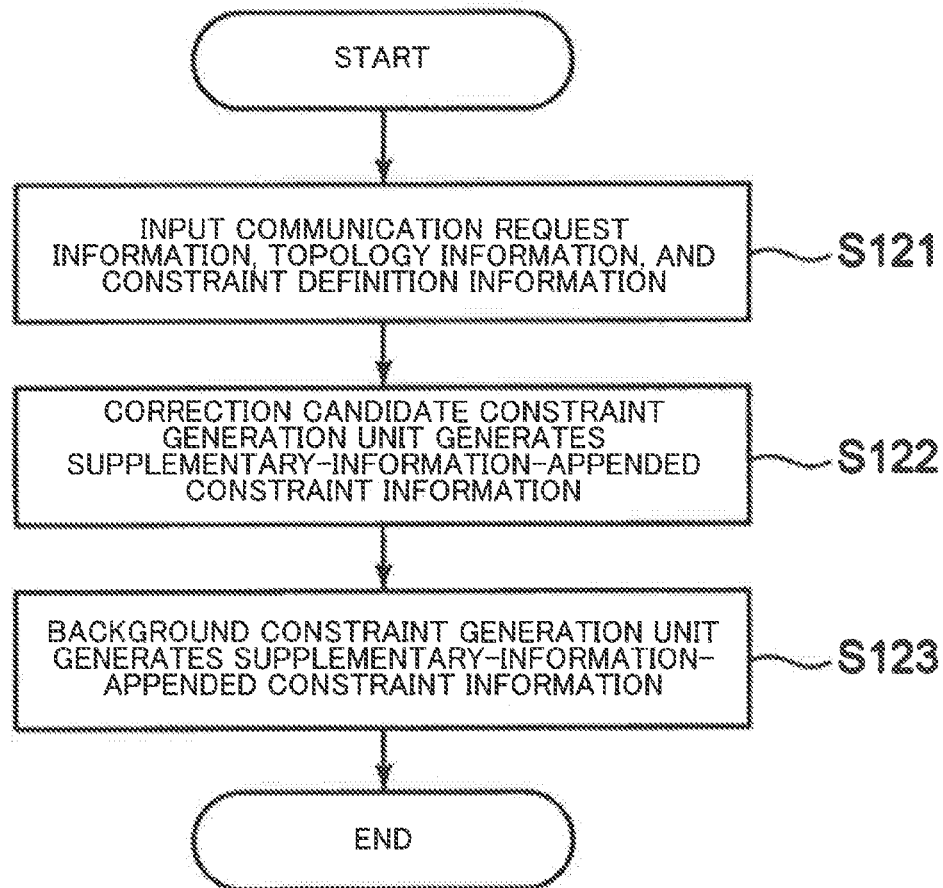 START
INPUT COMMUNICATION REQUEST
INFORMATION, TOPOLOGY INFORMATION, AND
CONSTRAINT DEFINITION INFORMATION
S121
CORRECTION CANDIDATE CONSTRAINT
GENERATION UNIT GENERATES
SUPPLEMENTARY-INFORMATION-APPENDED
CONSTRAINT INFORMATION
S122
BACKGROUND CONSTRAINT GENERATION UNIT
GENERATES SUPPLEMENTARY-INFORMATION-
APPENDED CONSTRAINT INFORMATION
S123
END